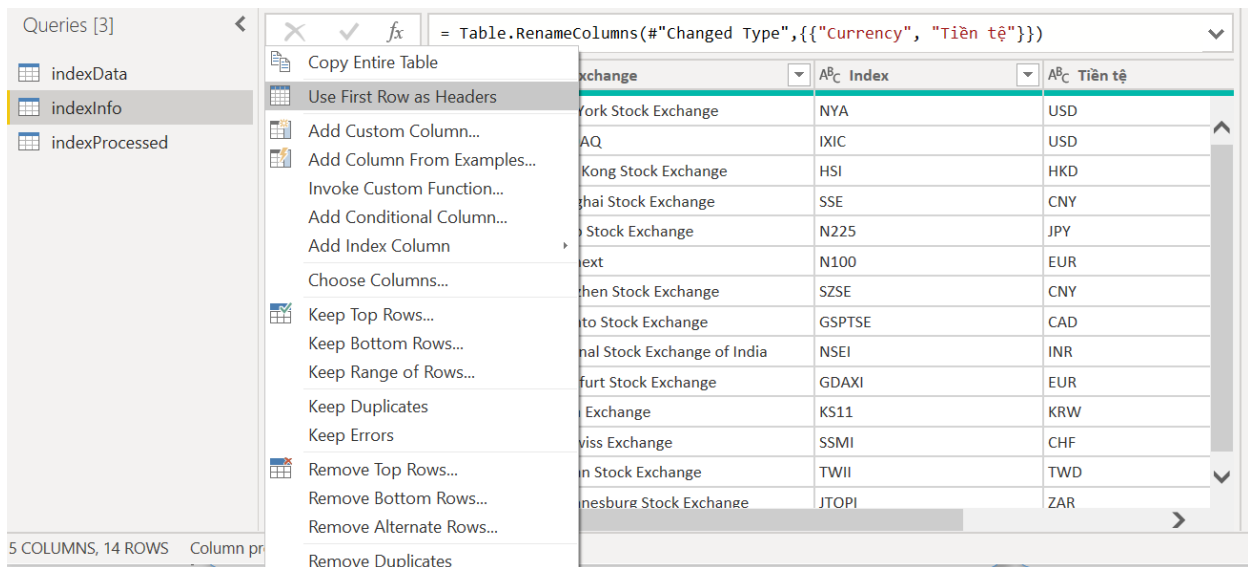 Queries [3]
fx
= Table.RenameColumns(#"Changed Type",{{"Currency", "Tiền tệ"}})
indexData
indexInfo
indexProcessed
Copy Entire Table
Use First Row as Headers
Add Custom Column...
Add Column From Examples...
Invoke Custom Function...
Add Conditional Column...
Add Index Column
Choose Columns...
Keep Top Rows...
Keep Bottom Rows...
Keep Range of Rows...
Keep Duplicates
Keep Errors
Remove Top Rows...
Remove Bottom Rows...
Remove Alternate Rows...
Remove Duplicates
xchange ABC Index ABC Tiền tệ
York Stock Exchange NYA USD
AQ IXIC USD
Kong Stock Exchange HSI HKD
ghai Stock Exchange SSE CNY
Stock Exchange N225 JPY
next N100 EUR
zhen Stock Exchange SZSE CNY
nto Stock Exchange GSPTSE CAD
nal Stock Exchange of India NSEI INR
furt Stock Exchange GDAXI EUR
Exchange KS11 KRW
wiss Exchange SSMI CHF
n Stock Exchange TWII TWD
nnesburg Stock Exchange JTOPI ZAR
5 COLUMNS, 14 ROWS Column pr